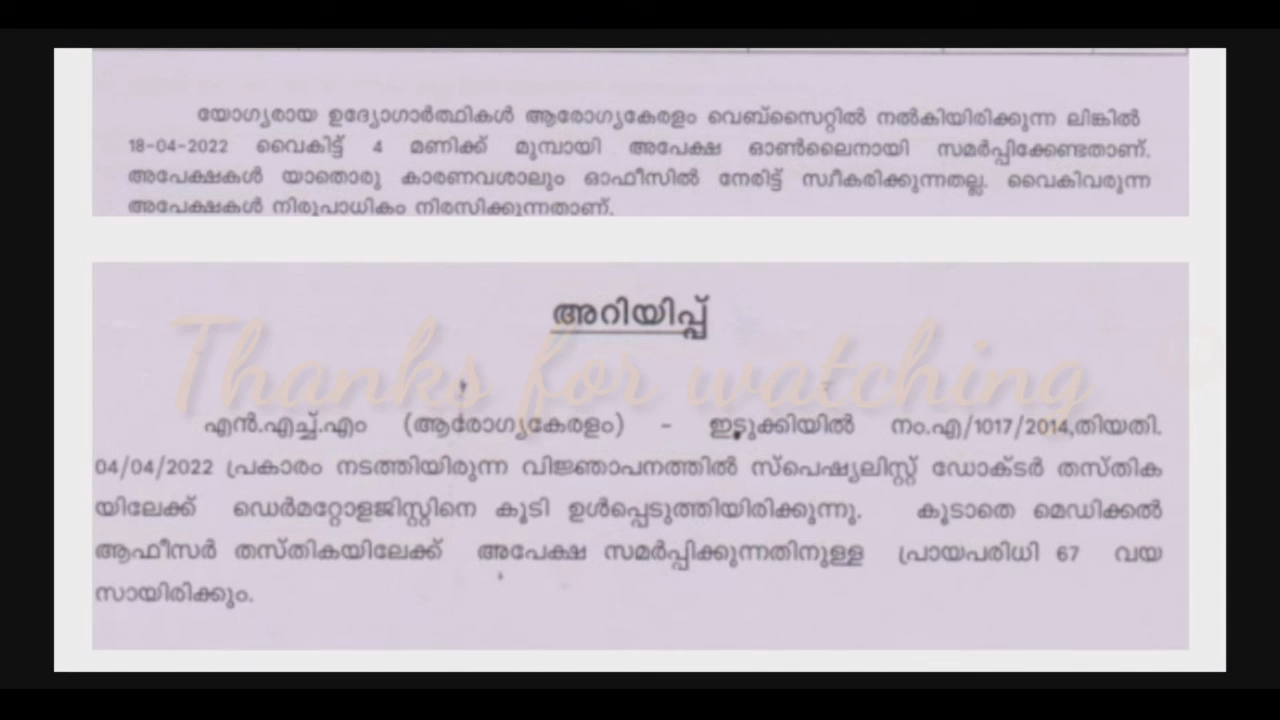 യോഗ്യരായ ഉദ്യോഗാർത്ഥികൾ ആരോഗ്യകേരളം വെബ്സൈറ്റിൽ നൽകിയിരിക്കുന്ന ലിങ്കിൽ
18-04-2022 വൈകിട്ട് 4 മണിക്ക് മുമ്പായി അപേക്ഷ ഓൺലൈനായി സമർപ്പിക്കേണ്ടതാണ്.
അപേക്ഷകൾ യാതൊരു കാരണവശാലും ഓഫീസിൽ നേരിട്ട് സ്വീകരിക്കുന്നതല്ല. വൈകിവരുന്ന
അപേക്ഷകൾ നിരുപാധികം നിരസിക്കുന്നതാണ്.
അറിയിപ്പ്
Thanks for watching
എൻ.എച്ച്.എം (ആരോഗ്യകേരളം) - ഇടുക്കിയിൽ നം.എ/1017/2014,തിയതി.
04/04/2022 പ്രകാരം നടത്തിയിരുന്ന വിജ്ഞാപനത്തിൽ സ്പെഷ്യലിസ്റ്റ് ഡോക്ടർ തസ്തിക
യിലേക്ക് ഡെർമറ്റോളജിസ്റ്റിനെ കൂടി ഉൾപ്പെടുത്തിയിരിക്കുന്നു. കൂടാതെ മെഡിക്കൽ
ആഫീസർ തസ്തികയിലേക്ക് അപേക്ഷ സമർപ്പിക്കുന്നതിനുള്ള പ്രായപരിധി 67 വയ
സായിരിക്കും.